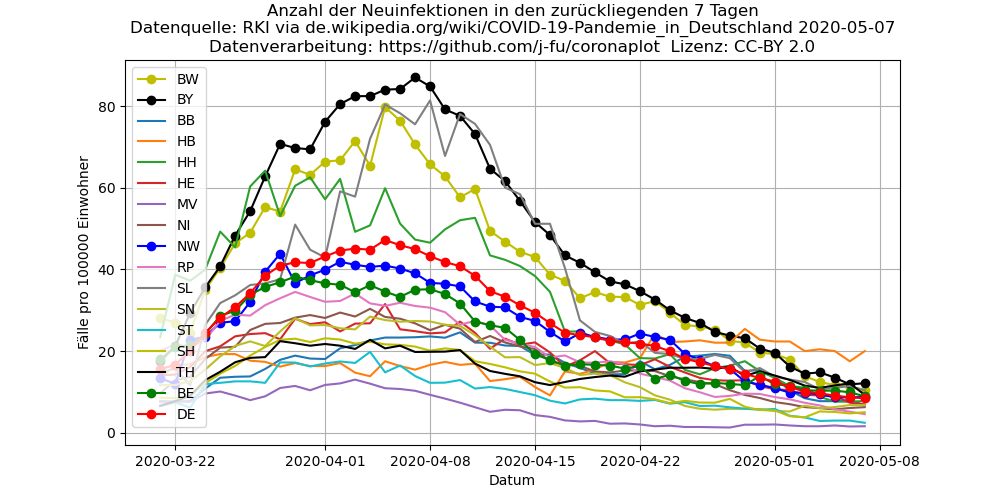 Anzahl der Neuinfektionen in den zurückliegenden 7 Tagen
Datenquelle: RKI via de.wikipedia.org/wiki/COVID-19-Pandemie_in_Deutschland 2020-05-07
Datenverarbeitung: https://github.com/j-fu/coronaplot  Lizenz: CC-BY 2.0
Fälle pro 100000 Einwohner
80
60
40
20
0
BW
BY
BB
HB
HH
HE
MV
NI
NW
RP
SL
SN
ST
SH
TH
BE
DE
2020-03-22
2020-04-01
2020-04-08
2020-04-15
2020-04-22
2020-05-01
2020-05-08
Datum